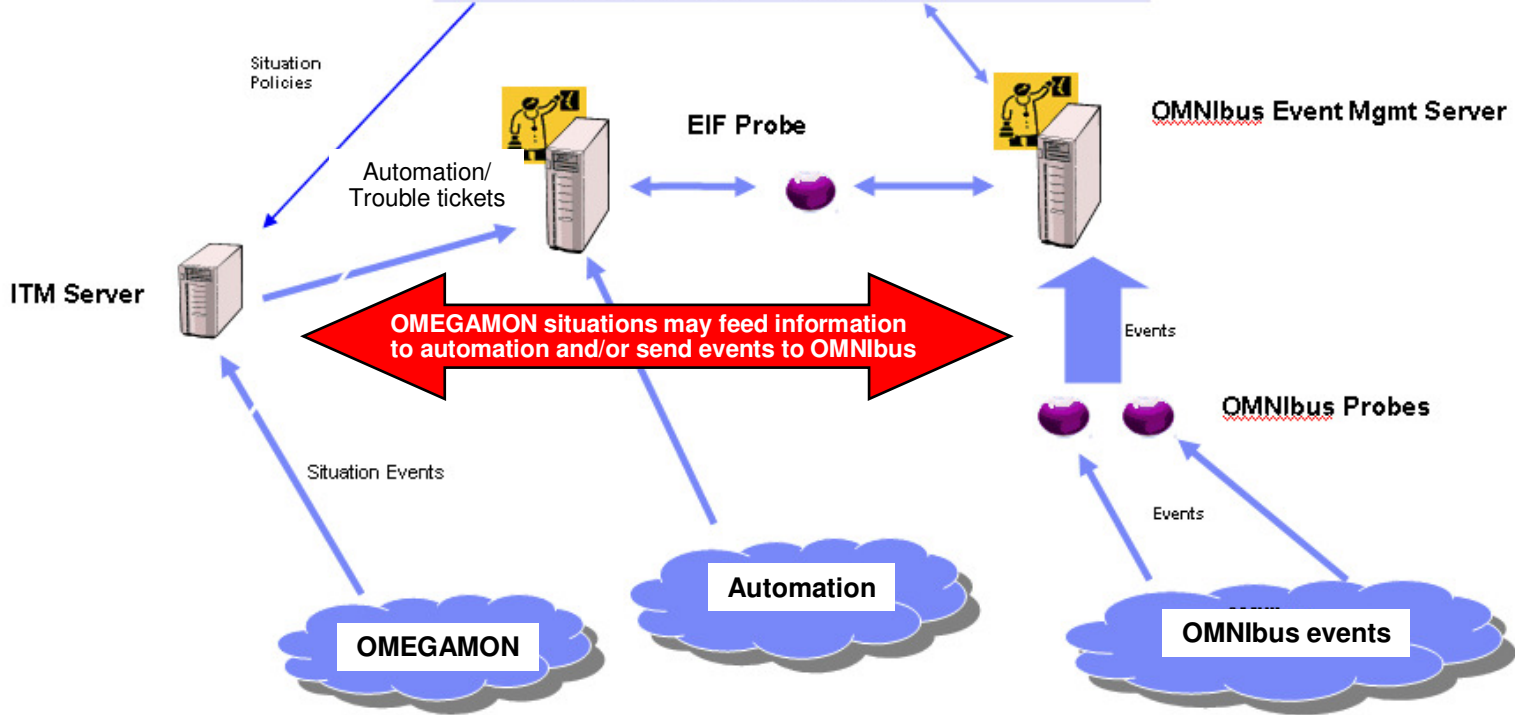 Situation
Policies
EIF Probe
OMNIbus Event Mgmt Server
Automation/
Trouble tickets
ITM Server
OMEGAMON situations may feed information
to automation and/or send events to OMNIbus
Events
OMNIbus Probes
Situation Events
Events
Automation
OMEGAMON
OMNIbus events